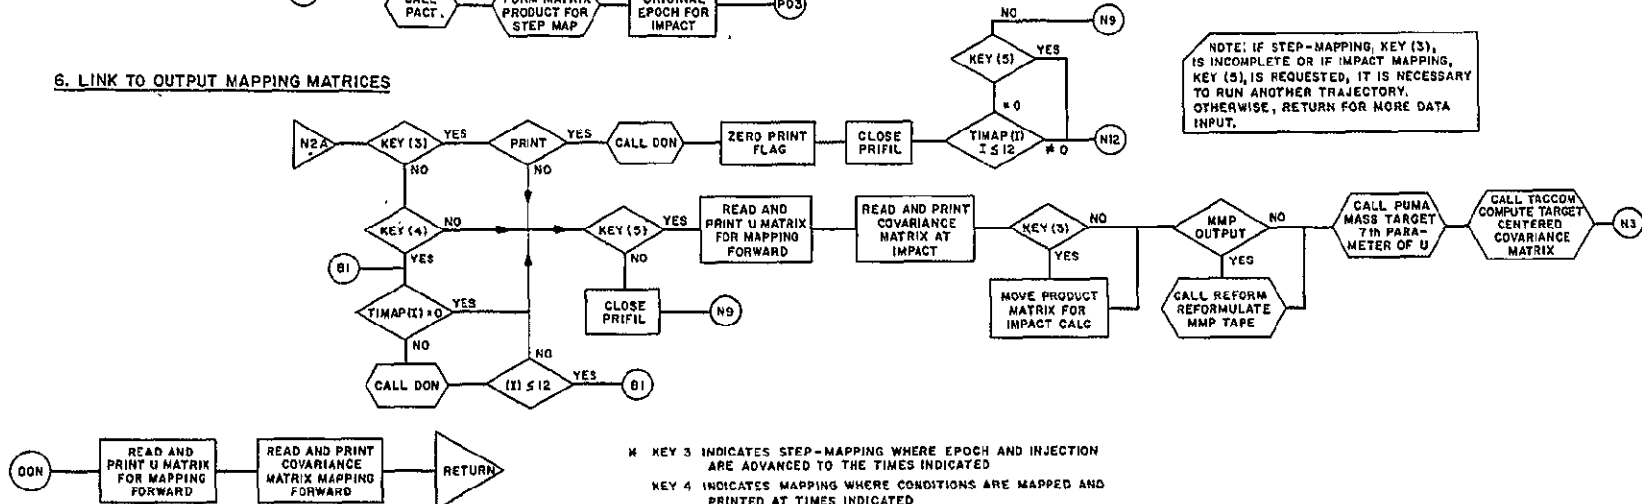 PACT.
PRODUCT FOR
STEP MAP
EPOCH FOR
IMPACT
P03
NO
N9
KEY (5)
YES
≠ 0
NOTE: IF STEP-MAPPING, KEY (3),
IS INCOMPLETE OR IF IMPACT MAPPING,
KEY (5), IS REQUESTED, IT IS NECESSARY
TO RUN ANOTHER TRAJECTORY.
OTHERWISE, RETURN FOR MORE DATA
INPUT.
6. LINK TO OUTPUT MAPPING MATRICES
N2A
KEY (3)
YES
NO
PRINT
YES
NO
CALL DON
ZERO PRINT
FLAG
CLOSE
PRIFIL
TIMAP(I)
I ≤ 12
≠ 0
N12
KEY (4)
NO
YES
KEY (5)
YES
NO
READ AND
PRINT U MATRIX
FOR MAPPING
FORWARD
READ AND PRINT
COVARIANCE
MATRIX AT
IMPACT
KEY (3)
NO
YES
MMP
OUTPUT
NO
YES
CALL PUMA
MASS TARGET
7th PARA-
METER OF U
CALL TACCOM
COMPUTE TARGET
CENTERED
COVARIANCE
MATRIX
N3
B1
TIMAP(I)=0
YES
NO
CLOSE
PRIFIL
N9
MOVE PRODUCT
MATRIX FOR
IMPACT CALC
CALL REFORM
REFORMULATE
MMP TAPE
CALL DON
(I) ≤ 12
NO
YES
B1
DON
READ AND
PRINT U MATRIX
FOR MAPPING
FORWARD
READ AND PRINT
COVARIANCE
MATRIX MAPPING
FORWARD
RETURN
* KEY 3 INDICATES STEP-MAPPING WHERE EPOCH AND INJECTION
ARE ADVANCED TO THE TIMES INDICATED
KEY 4 INDICATES MAPPING WHERE CONDITIONS ARE MAPPED AND
PRINTED AT TIMES INDICATED